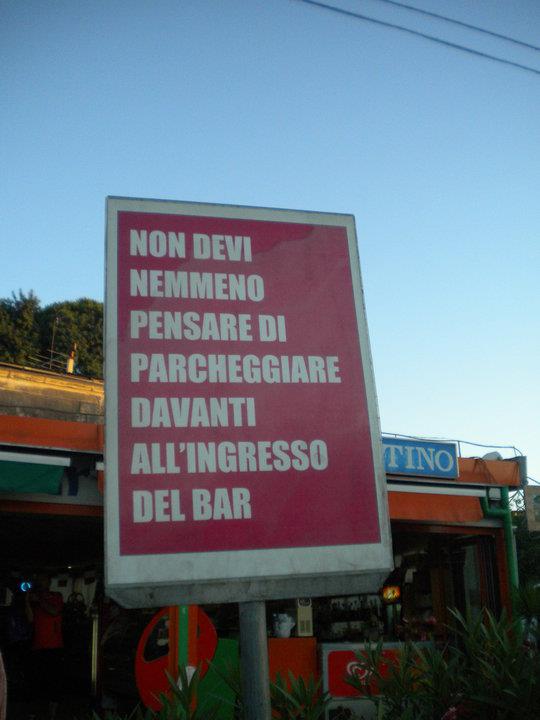 NON DEVI
NEMMENO
PENSARE DI
PARCHEGGIARE
DAVANTI
ALL'INGRESSO
DEL BAR
TINO